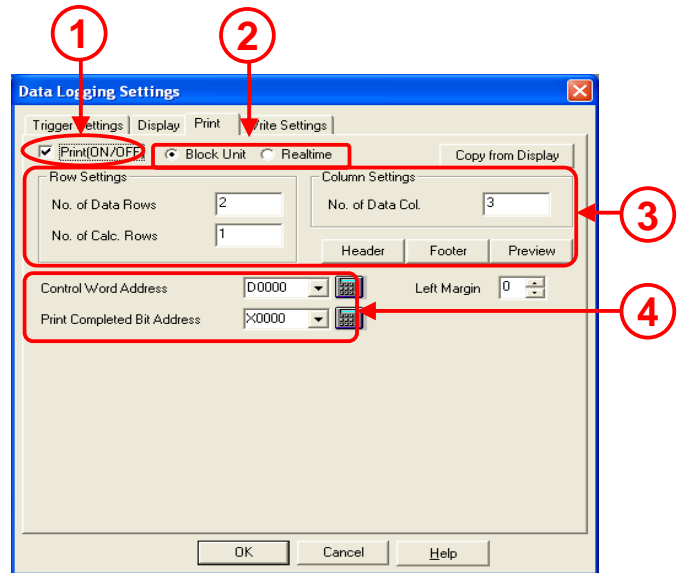 1 2
Data Logging Settings
Trigger Settings Display Print Write Settings
Print(ON/OFF) Block Unit Realtime Copy from Display
Row Settings Column Settings
No. of Data Rows 2 No. of Data Col. 3
3
No. of Calc. Rows 1
Header Footer Preview
Control Word Address D0000 Left Margin 0
4
Print Completed Bit Address X0000
OK Cancel Help